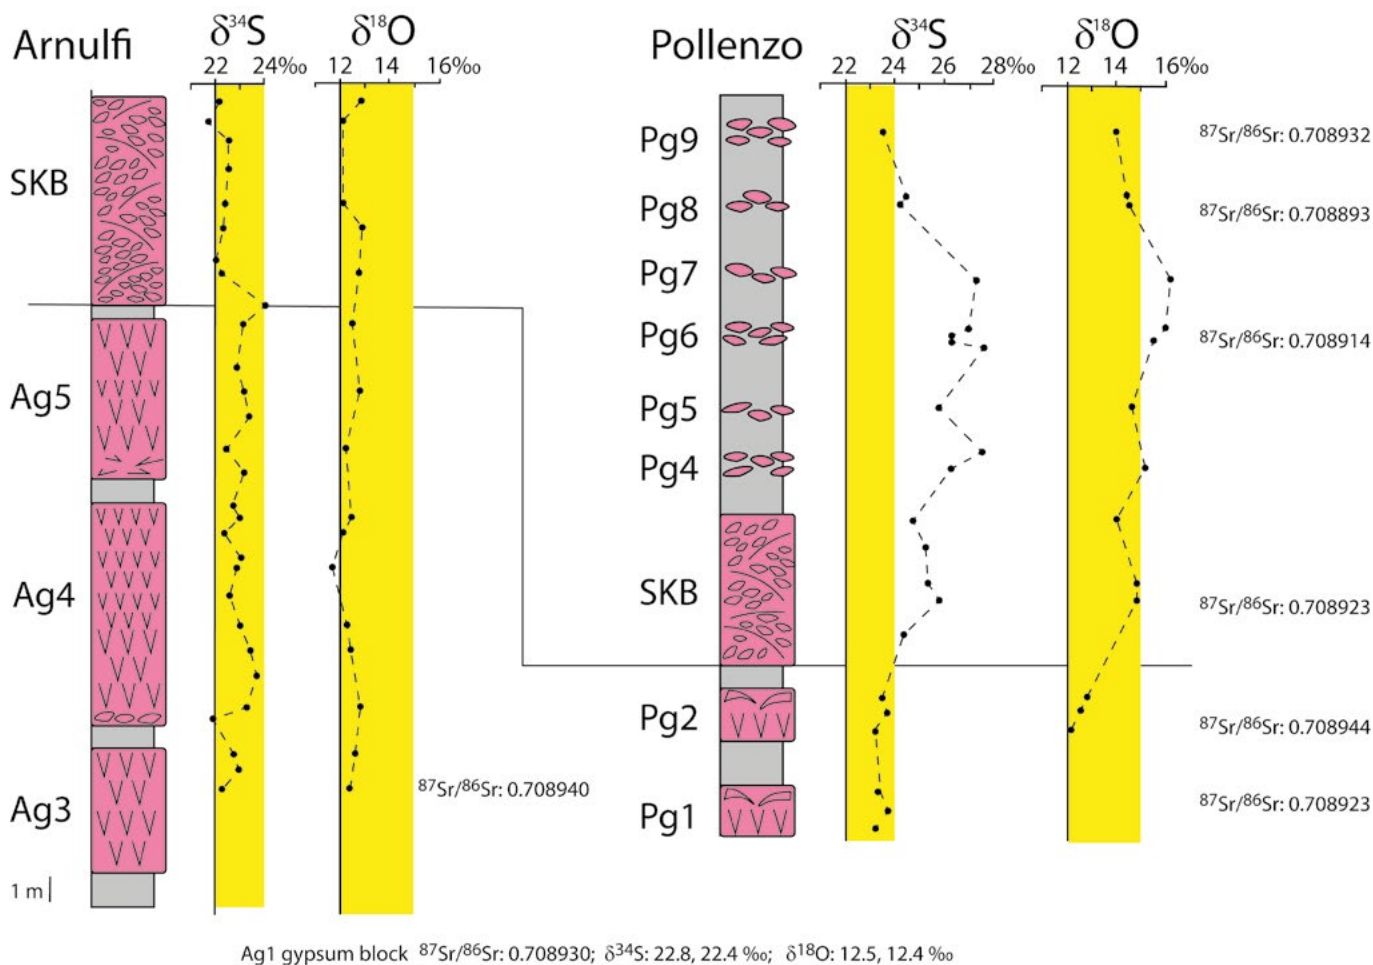 Arnulfi
δ³⁴S
δ¹⁸O
22 24‰
12 14 16‰
SKB
Ag5
Ag4
Ag3
⁸⁷Sr/⁸⁶Sr: 0.708940
1 m
Pollenzo
δ³⁴S
δ¹⁸O
22 24 26 28‰
12 14 16‰
Pg9
⁸⁷Sr/⁸⁶Sr: 0.708932
Pg8
⁸⁷Sr/⁸⁶Sr: 0.708893
Pg7
Pg6
⁸⁷Sr/⁸⁶Sr: 0.708914
Pg5
Pg4
SKB
⁸⁷Sr/⁸⁶Sr: 0.708923
Pg2
⁸⁷Sr/⁸⁶Sr: 0.708944
Pg1
⁸⁷Sr/⁸⁶Sr: 0.708923
Ag1 gypsum block ⁸⁷Sr/⁸⁶Sr: 0.708930; δ³⁴S: 22.8, 22.4 ‰; δ¹⁸O: 12.5, 12.4 ‰